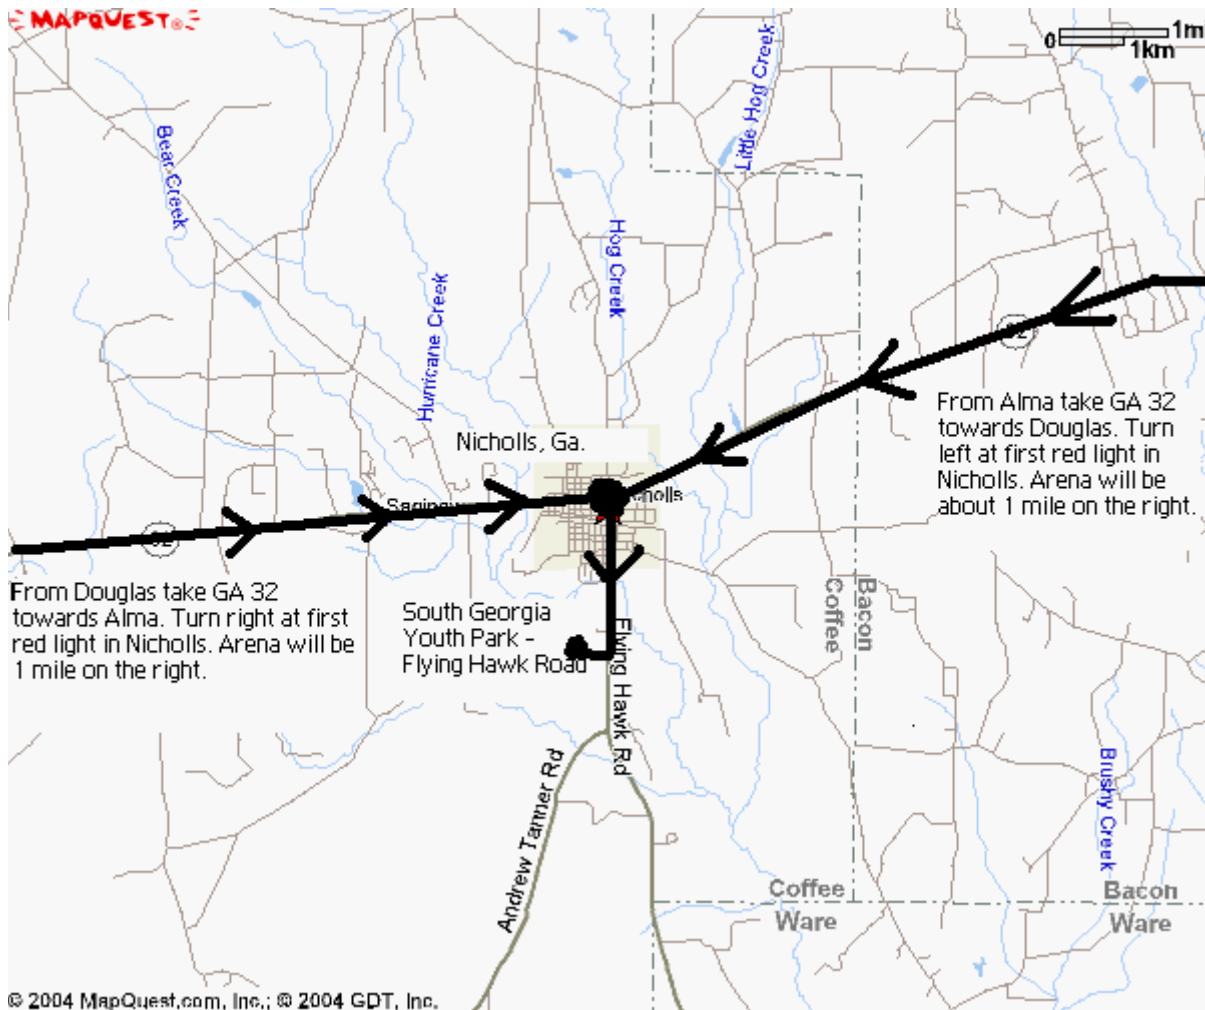 MAPQUEST®
0 1mi
1km
Little Hog Creek
Bear Creek
Hog Creek
Hurricane Creek
From Alma take GA 32
towards Douglas. Turn
left at first red light in
Nicholls. Arena will be
about 1 mile on the right.
Nicholls, Ga.
From Douglas take GA 32
towards Alma. Turn right at first
red light in Nicholls. Arena will be
1 mile on the right.
South Georgia
Youth Park -
Flying Hawk Road
Flying Hawk Rd
Coffee
Bacon
Andrew Tanner Rd
Brushy Creek
Coffee
Ware
Bacon
Ware
© 2004 MapQuest.com, Inc.; © 2004 GDT, Inc.